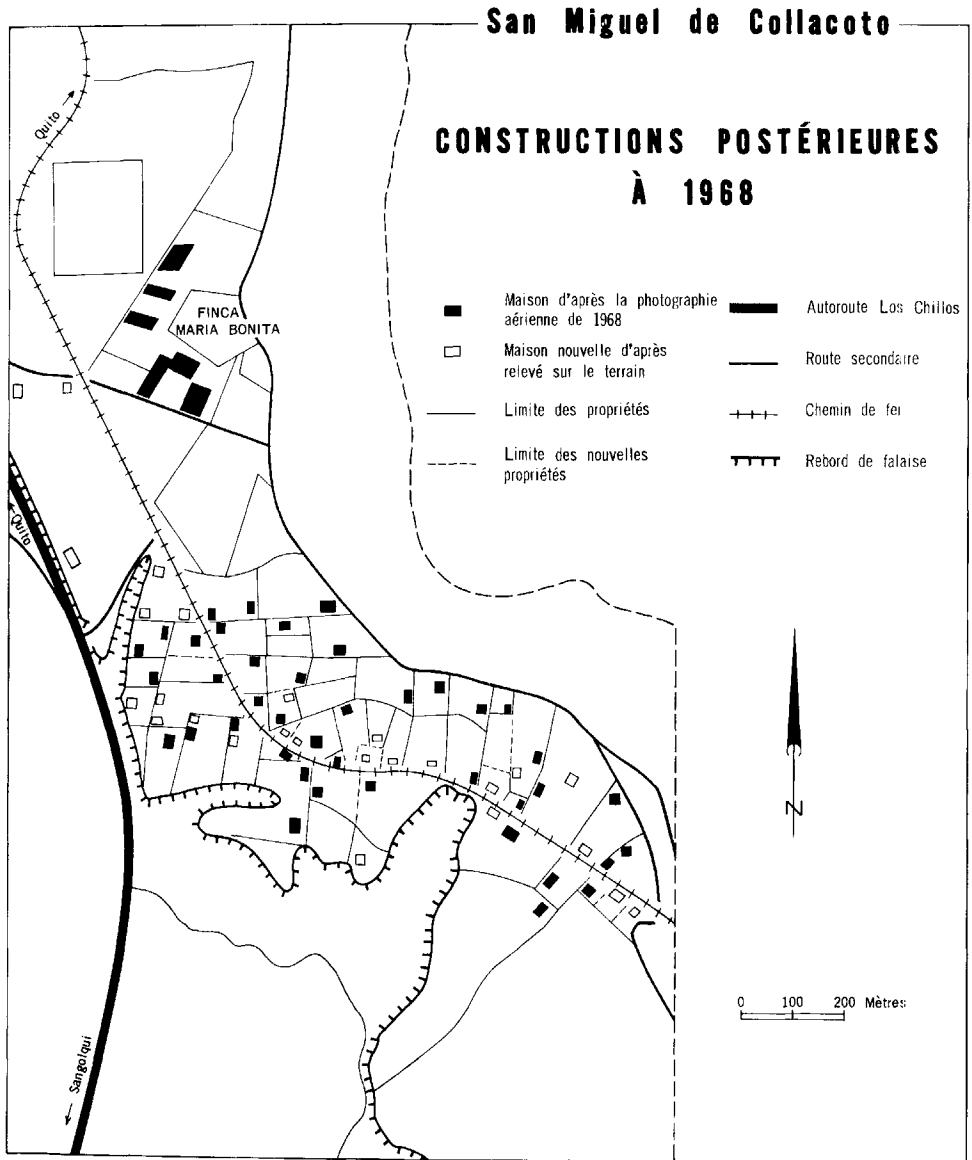 San Miguel de Collacoto
CONSTRUCTIONS POSTÉRIEURES
À 1968
Maison d'après la photographie
aérienne de 1968
Maison nouvelle d'après
relevé sur le terrain
Limite des propriétés
Limite des nouvelles
propriétés
Autoroute Los Chillos
Route secondaire
Chemin de fer
Rebord de falaise
Quito
FINCA
MARIA BONITA
Quito
Sangolqui
N
0 100 200 Mètres